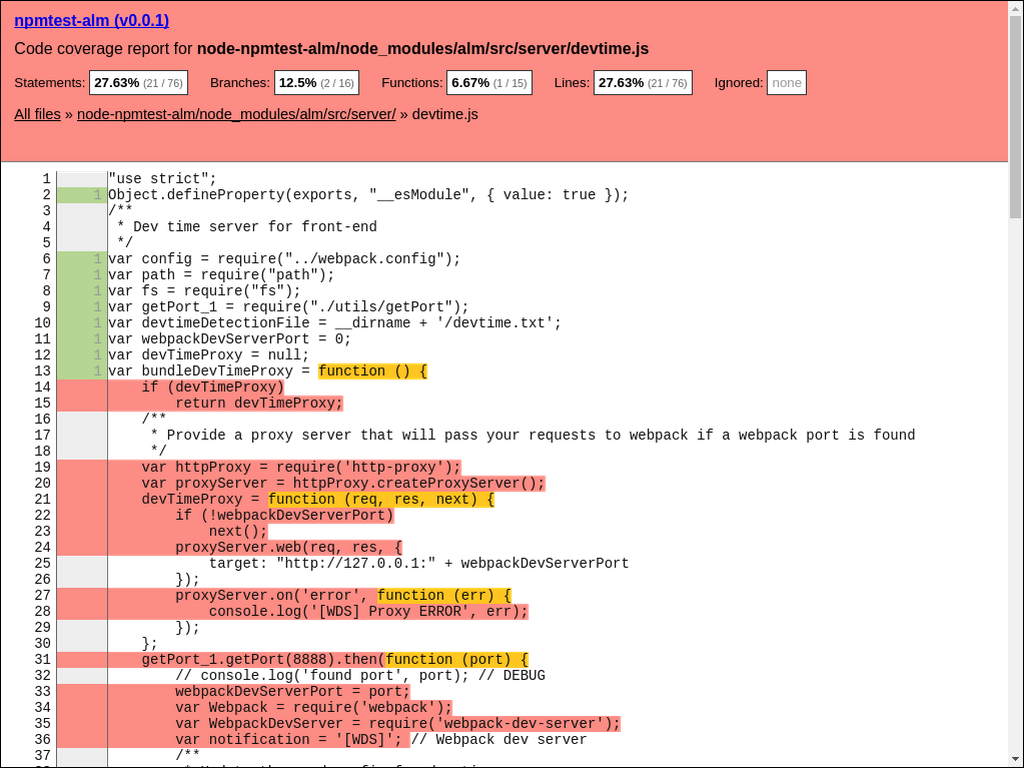 npmtest-alm (v0.0.1)
Code coverage report for node-npmtest-alm/node_modules/alm/src/server/devtime.js
Statements: 27.63% (21 / 76) Branches: 12.5% (2 / 16) Functions: 6.67% (1 / 15) Lines: 27.63% (21 / 76) Ignored: none
All files » node-npmtest-alm/node_modules/alm/src/server/ » devtime.js
1 "use strict";
2 1 Object.defineProperty(exports, "__esModule", { value: true });
3 /**
4  * Dev time server for front-end
5  */
6 1 var config = require("../webpack.config");
7 1 var path = require("path");
8 1 var fs = require("fs");
9 1 var getPort_1 = require("./utils/getPort");
10 1 var devtimeDetectionFile = __dirname + '/devtime.txt';
11 1 var webpackDevServerPort = 0;
12 1 var devTimeProxy = null;
13 1 var bundleDevTimeProxy = function () {
14     if (devTimeProxy)
15         return devTimeProxy;
16     /**
17      * Provide a proxy server that will pass your requests to webpack if a webpack port is found
18      */
19     var httpProxy = require('http-proxy');
20     var proxyServer = httpProxy.createProxyServer();
21     devTimeProxy = function (req, res, next) {
22         if (!webpackDevServerPort)
23             next();
24         proxyServer.web(req, res, {
25             target: "http://127.0.0.1:" + webpackDevServerPort
26         });
27         proxyServer.on('error', function (err) {
28             console.log('[WDS] Proxy ERROR', err);
29         });
30     };
31     getPort_1.getPort(8888).then(function (port) {
32         // console.log('found port', port); // DEBUG
33         webpackDevServerPort = port;
34         var Webpack = require('webpack');
35         var WebpackDevServer = require('webpack-dev-server');
36         var notification = '[WDS]'; // Webpack dev server
37         /**